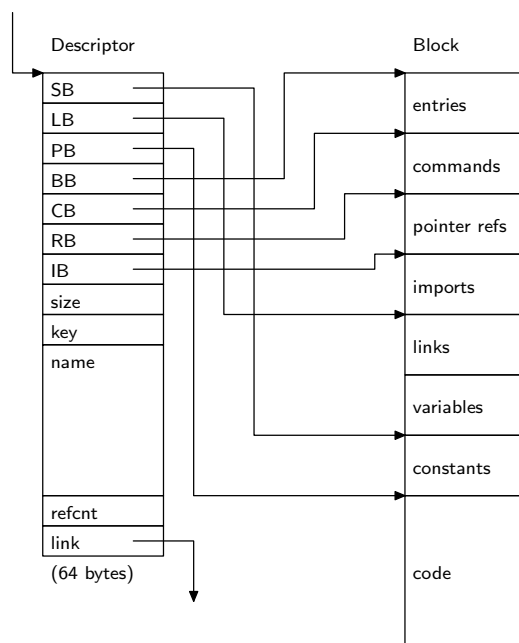 Descriptor
SB
LB
PB
BB
CB
RB
IB
size
key
name
refcnt
link
(64 bytes)
Block
entries
commands
pointer refs
imports
links
variables
constants
code